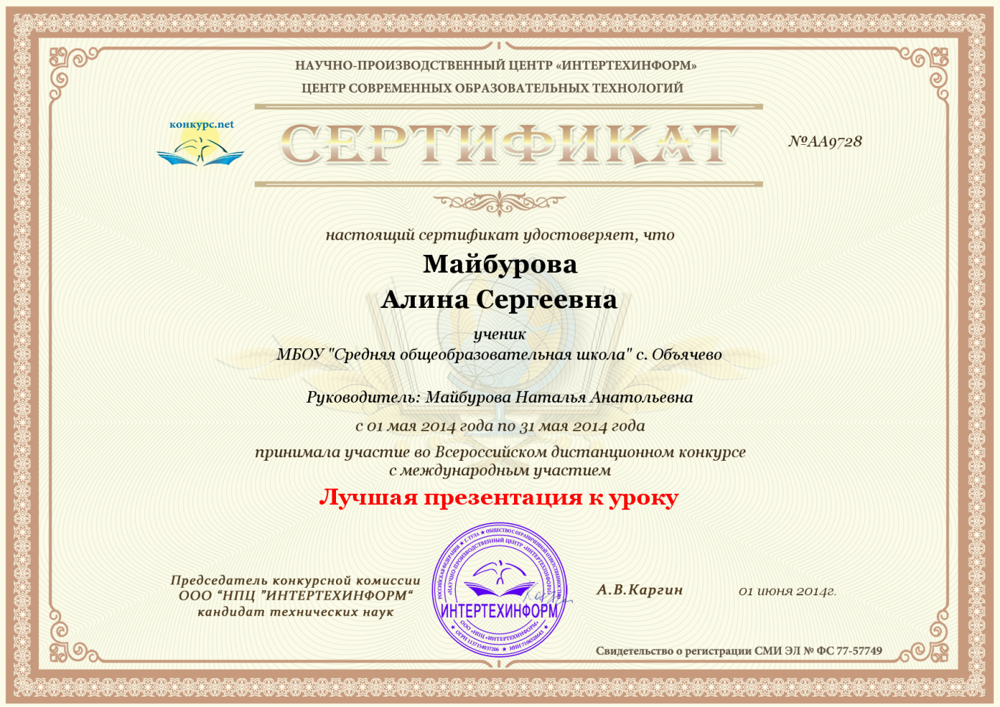 НАУЧНО-ПРОИЗВОДСТВЕННЫЙ ЦЕНТР «ИНТЕРТЕХИНФОРМ»
ЦЕНТР СОВРЕМЕННЫХ ОБРАЗОВАТЕЛЬНЫХ ТЕХНОЛОГИЙ
конкурс.net
СЕРТИФИКАТ
№АА9728
настоящий сертификат удостоверяет, что
Майбурова
Алина Сергеевна
ученик
МБОУ "Средняя общеобразовательная школа" с. Объячево
Руководитель: Майбурова Наталья Анатольевна
с 01 мая 2014 года по 31 мая 2014 года
принимала участие во Всероссийском дистанционном конкурсе
с международным участием
Лучшая презентация к уроку
Председатель конкурсной комиссии
ООО “НПЦ ”ИНТЕРТЕХИНФОРМ“
кандидат технических наук
РОССИЙСКАЯ ФЕДЕРАЦИЯ ★ Г. ТУЛА ★ ОБЩЕСТВО С ОГРАНИЧЕННОЙ ОТВЕТСТВЕННОСТЬЮ
«НАУЧНО-ПРОИЗВОДСТВЕННЫЙ ЦЕНТР «ИНТЕРТЕХИНФОРМ»
ИНТЕРТЕХИНФОРМ
ООО «НПЦ «ИНТЕРТЕХИНФОРМ»
★ ОГРН 1137154037206 ★ ИНН 7106528643 ★
А.В.Каргин
01 июня 2014г.
Свидетельство о регистрации СМИ ЭЛ № ФС 77-57749